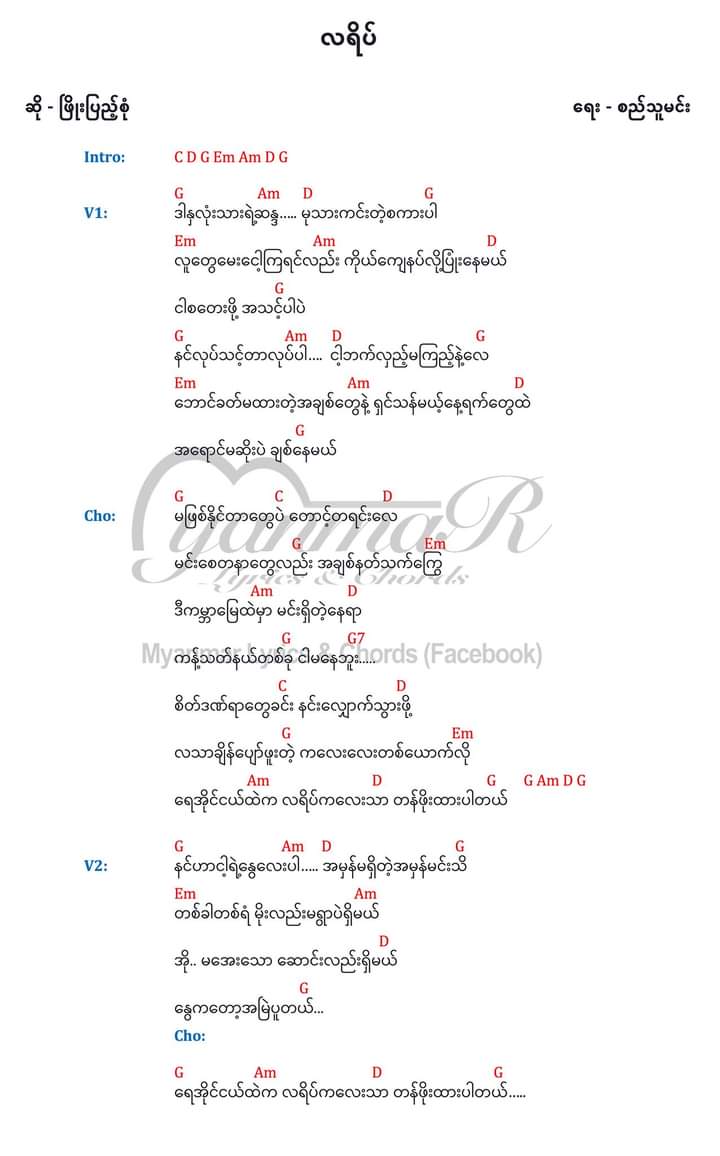 လရိပ်
ဆို - ဖြိုးပြည့်စုံ ရေး - စည်သူမင်း
Intro: C D G Em Am D G
G Am D G
V1: ဒါနှလုံးသားရဲ့ဆန္ဒ..... မုသားကင်းတဲ့စကားပါ
Em Am D
လူတွေမေးငေါ့ကြရင်လည်း ကိုယ်ကျေနပ်လို့ပြုံးနေမယ်
G
ငါစတေးဖို့ အသင့်ပါပဲ
G Am D G
နင်လုပ်သင့်တာလုပ်ပါ.... ငါ့ဘက်လှည့်မကြည့်နဲ့လေ
Em Am D
ဘောင်ခတ်မထားတဲ့အချစ်တွေနဲ့ ရှင်သန်မယ့်နေ့ရက်တွေထဲ
G
အရောင်မဆိုးပဲ ချစ်နေမယ်
G C D
Cho: မဖြစ်နိုင်တာတွေပဲ တောင့်တရင်းလေ
G Em
မင်းစေတနာတွေလည်း အချစ်နတ်သက်ကြွေ
Am D
ဒီကမ္ဘာမြေထဲမှာ မင်းရှိတဲ့နေရာ
G G7
ကန့်သတ်နယ်တစ်ခု ငါမနေဘူး.....
C D
စိတ်ဒဏ်ရာတွေခင်း နင်းလျှောက်သွားဖို့
G Em
လသာချိန်ပျော်ဖူးတဲ့ ကလေးလေးတစ်ယောက်လို
Am D G G Am D G
ရေအိုင်ငယ်ထဲက လရိပ်ကလေးသာ တန်ဖိုးထားပါတယ်
G Am D G
V2: နင်ဟာငါ့ရဲ့နွေလေးပါ..... အမှန်မရှိတဲ့အမှန်မင်းသိ
Em Am
တစ်ခါတစ်ရံ မိုးလည်းမရွာပဲရှိမယ်
D
အို.. မအေးသော ဆောင်းလည်းရှိမယ်
G
နွေကတော့အမြဲပူတယ်...
Cho:
G Am D G
ရေအိုင်ငယ်ထဲက လရိပ်ကလေးသာ တန်ဖိုးထားပါတယ်.....
MyanmaR
Lyrics & Chords
Myanmar Lyrics & Chords (Facebook)